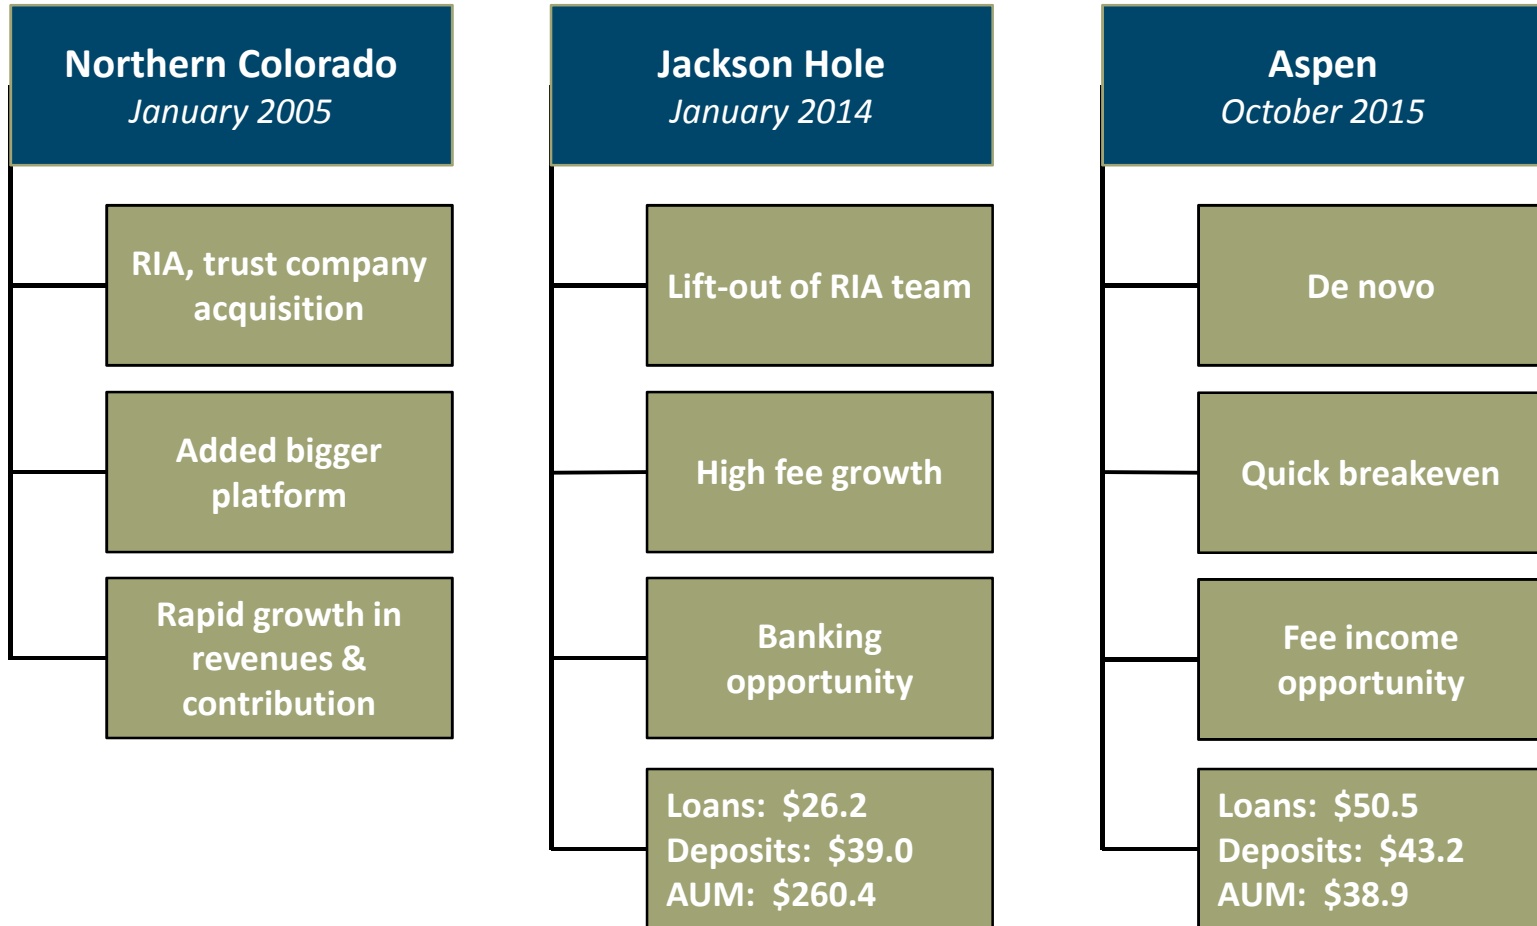 Northern Colorado
January 2005
RIA, trust company
acquisition
Added bigger
platform
Rapid growth in
revenues &
contribution
Jackson Hole
January 2014
Lift-out of RIA team
High fee growth
Banking
opportunity
Loans:  $26.2
Deposits:  $39.0
AUM:  $260.4
Aspen
October 2015
De novo
Quick breakeven
Fee income
opportunity
Loans:  $50.5
Deposits:  $43.2
AUM:  $38.9